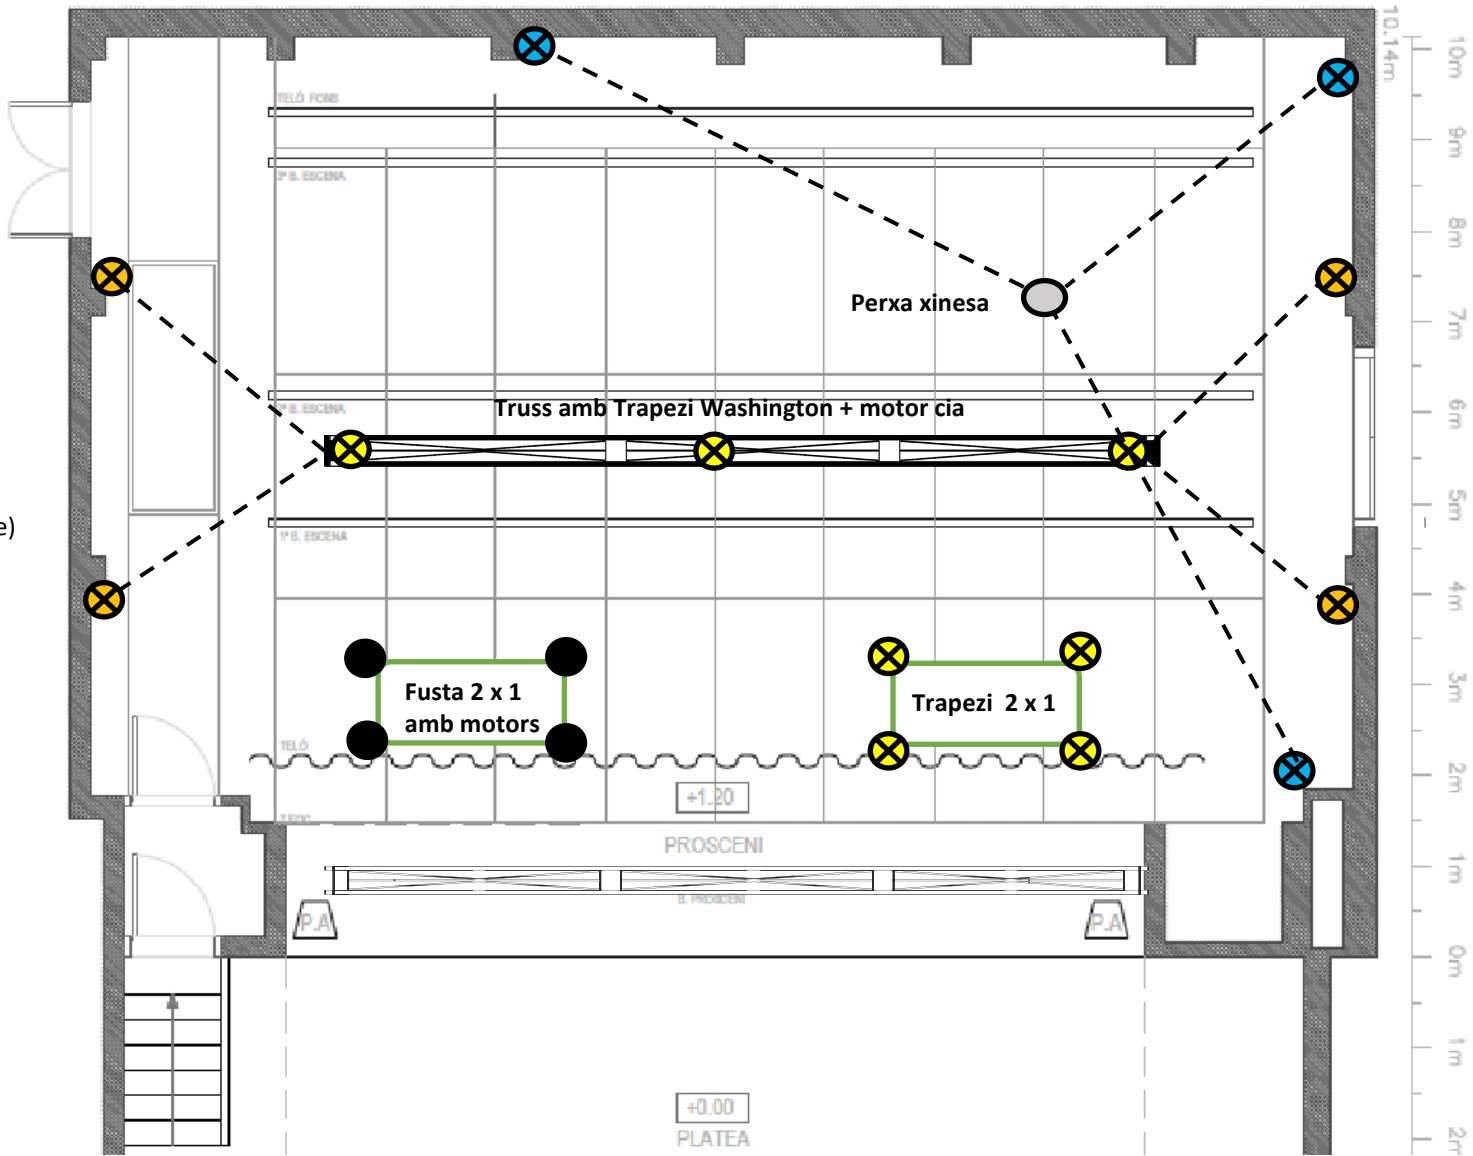 10.14m
10m
TELÓ FONS
9m
3ª B. ESCENA
8m
Perxa xinesa
7m
2ª B. ESCENA
Truss amb Trapezi Washington + motor cia
6m
5m
e)
1ª B. ESCENA
4m
Fusta 2 x 1
amb motors
Trapezi 2 x 1
3m
TELÓ
2m
+1.20
PROSCENI
1m
B. PROSCENI
P.A
P.A
0m
1m
+0.00
PLATEA
2m